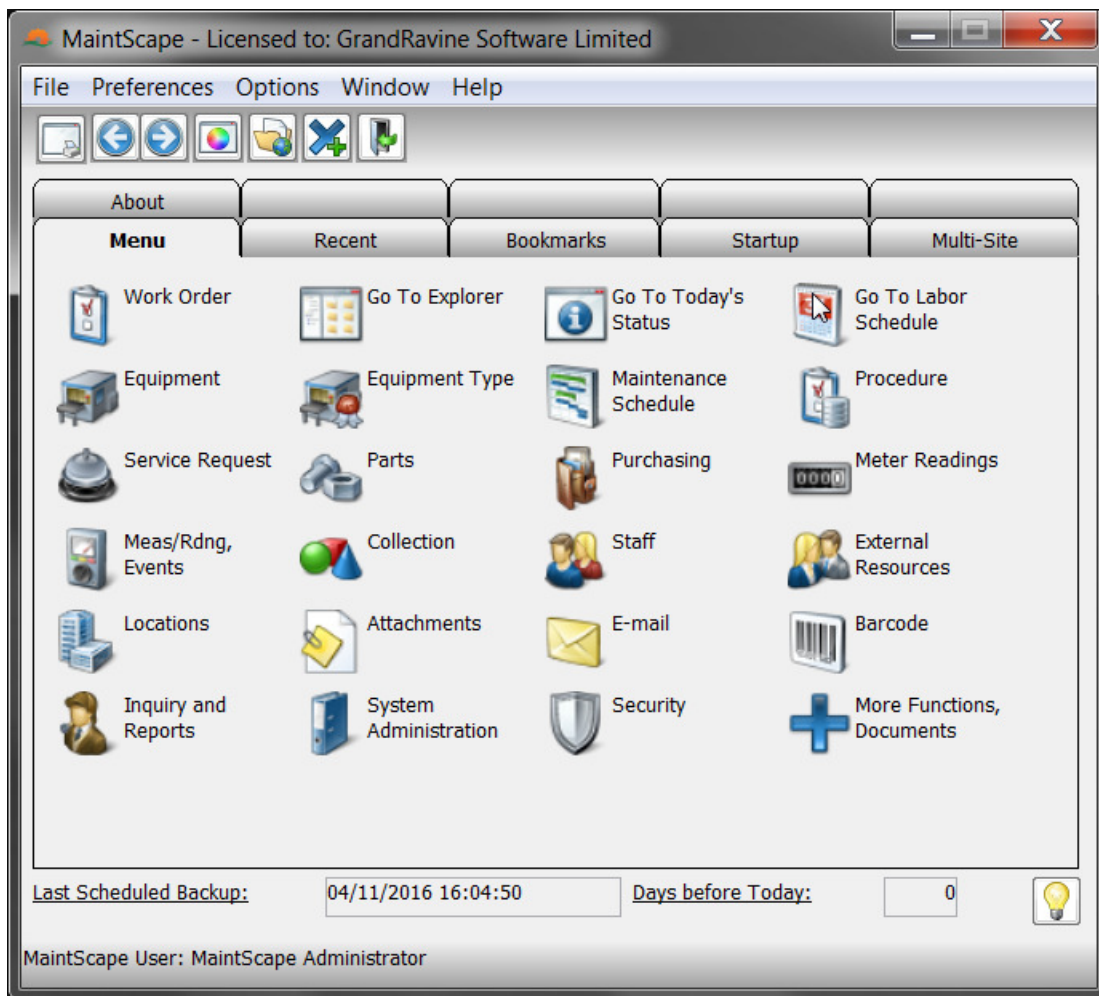 MaintScape - Licensed to: GrandRavine Software Limited
File Preferences Options Window Help
About
Menu Recent Bookmarks Startup Multi-Site
Work Order
Go To Explorer
Go To Today's
Status
Go To Labor
Schedule
Equipment
Equipment Type
Maintenance
Schedule
Procedure
Service Request
Parts
Purchasing
Meter Readings
Meas/Rdng,
Events
Collection
Staff
External
Resources
Locations
Attachments
E-mail
Barcode
Inquiry and
Reports
System
Administration
Security
More Functions,
Documents
Last Scheduled Backup: 04/11/2016 16:04:50 Days before Today: 0
MaintScape User: MaintScape Administrator